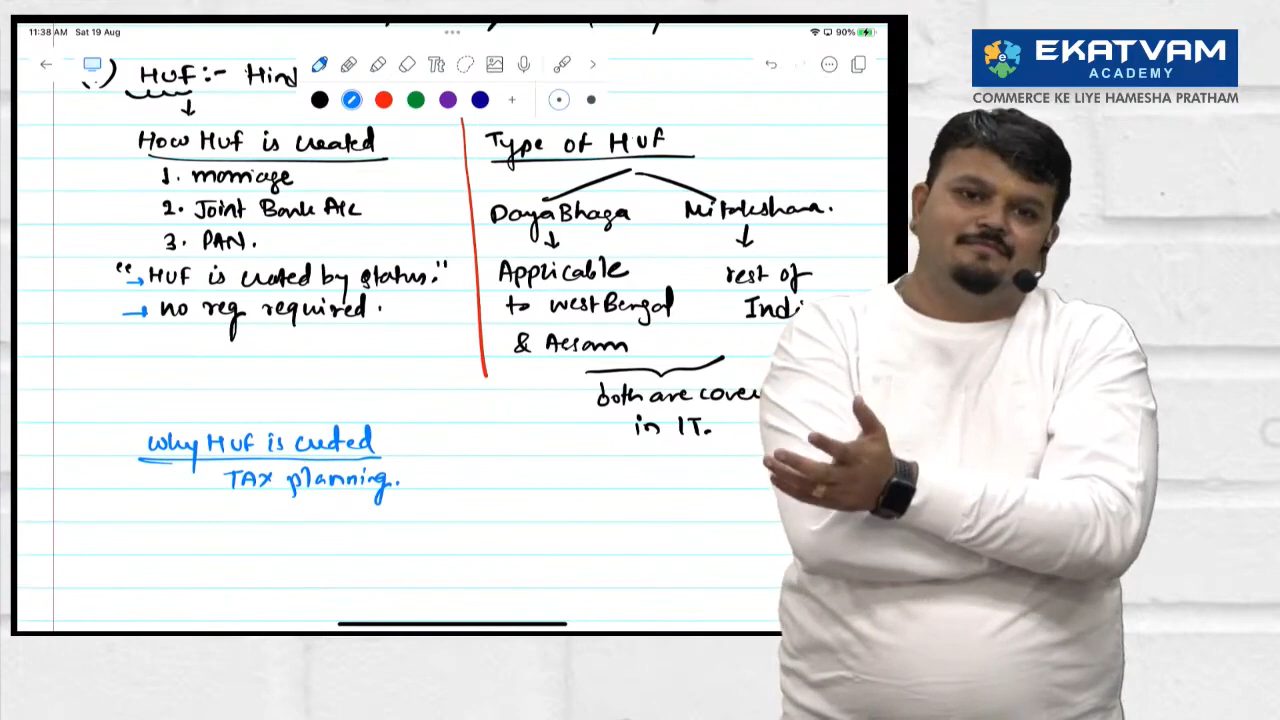 11:38 AM Sat 19 Aug
90%
HUF:- Hind
How HUF is created
1. marriage
2. Joint Bank A/c
3. PAN.
"→ HUF is created by status."
→ no reg required.
Why HUF is created
TAX planning.
Type of HUF
DayaBhaga
Applicable
to west Bengal
& Assam
Mitakshara.
rest of
Indi
both are cove
in IT.
EKATVAM
ACADEMY
COMMERCE KE LIYE HAMESHA PRATHAM